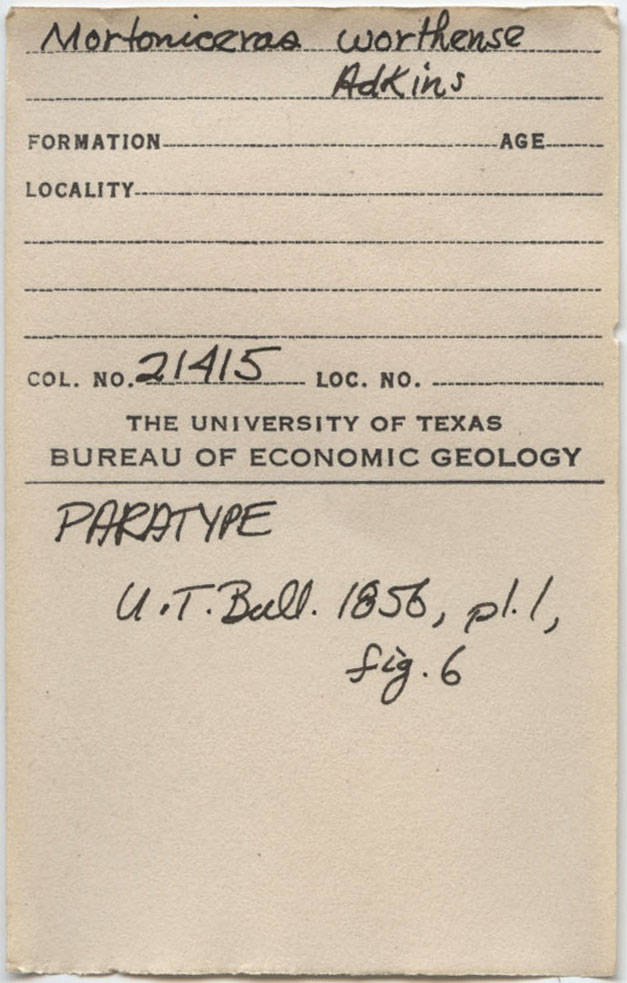 Mortoniceras worthense
Adkins
FORMATION AGE
LOCALITY
COL. NO. 21415 LOC. NO.
THE UNIVERSITY OF TEXAS
BUREAU OF ECONOMIC GEOLOGY
PARATYPE
U.T. Bull. 1856, pl. 1,
fig. 6